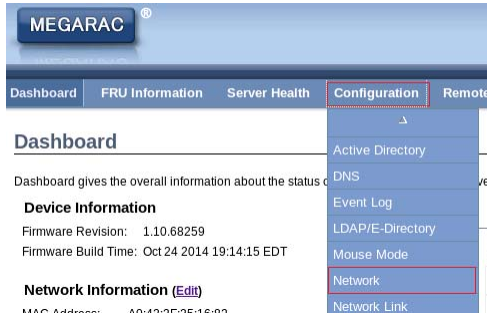 MEGARAC ®
Dashboard FRU Information Server Health Configuration Remote
Dashboard
Active Directory
Dashboard gives the overall information about the status
DNS
Device Information
Event Log
Firmware Revision: 1.10.68259
LDAP/E-Directory
Firmware Build Time: Oct 24 2014 19:14:15 EDT
Mouse Mode
Network
Network Information (Edit)
Network Link